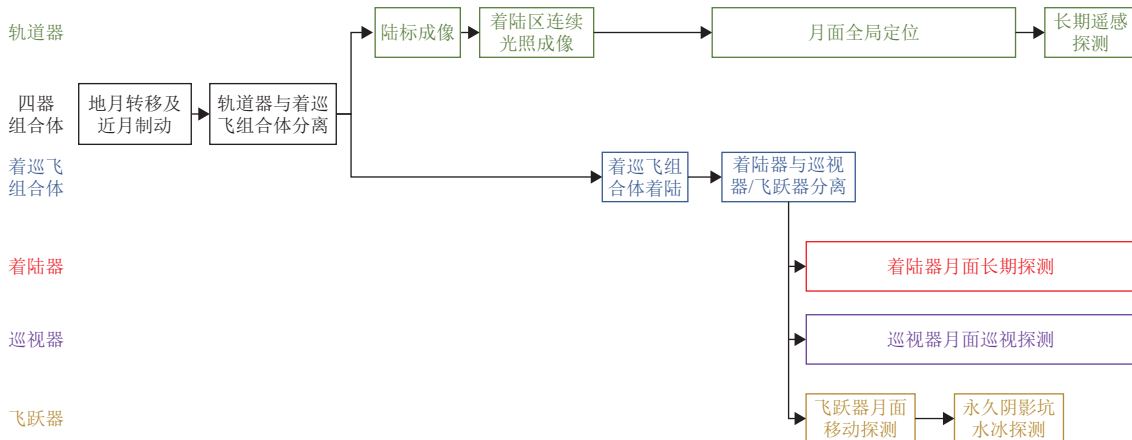 轨道器
陆标成像
着陆区连续
光照成像
月面全局定位
长期遥感
探测
四器
组合体
地月转移及
近月制动
轨道器与着巡
飞组合体分离
着巡飞
组合体
着巡飞组
合体着陆
着陆器与巡视
器/飞跃器分离
着陆器
着陆器月面长期探测
巡视器
巡视器月面巡视探测
飞跃器
飞跃器月面
移动探测
永久阴影坑
水冰探测